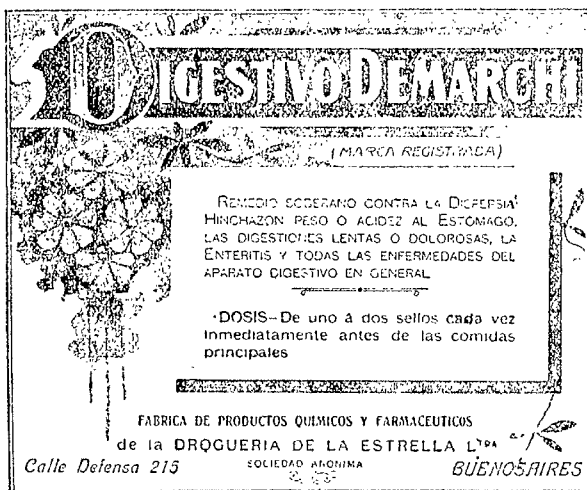 DIGESTIVO DEMARCHI
(MARCA REGISTRADA)
REMEDIO SOBERANO CONTRA LA DISPEPSIA
HINCHAZON PESO O ACIDEZ AL ESTOMAGO,
LAS DIGESTIONES LENTAS O DOLOROSAS, LA
ENTERITIS Y TODAS LAS ENFERMEDADES DEL
APARATO DIGESTIVO EN GENERAL
·DOSIS– De uno á dos sellos cada vez
inmediatamente antes de las comidas
principales
FABRICA DE PRODUCTOS QUIMICOS Y FARMACEUTICOS
de la DROGUERIA DE LA ESTRELLA LTDA
SOCIEDAD ANONIMA
Calle Defensa 215
BUENOS AIRES